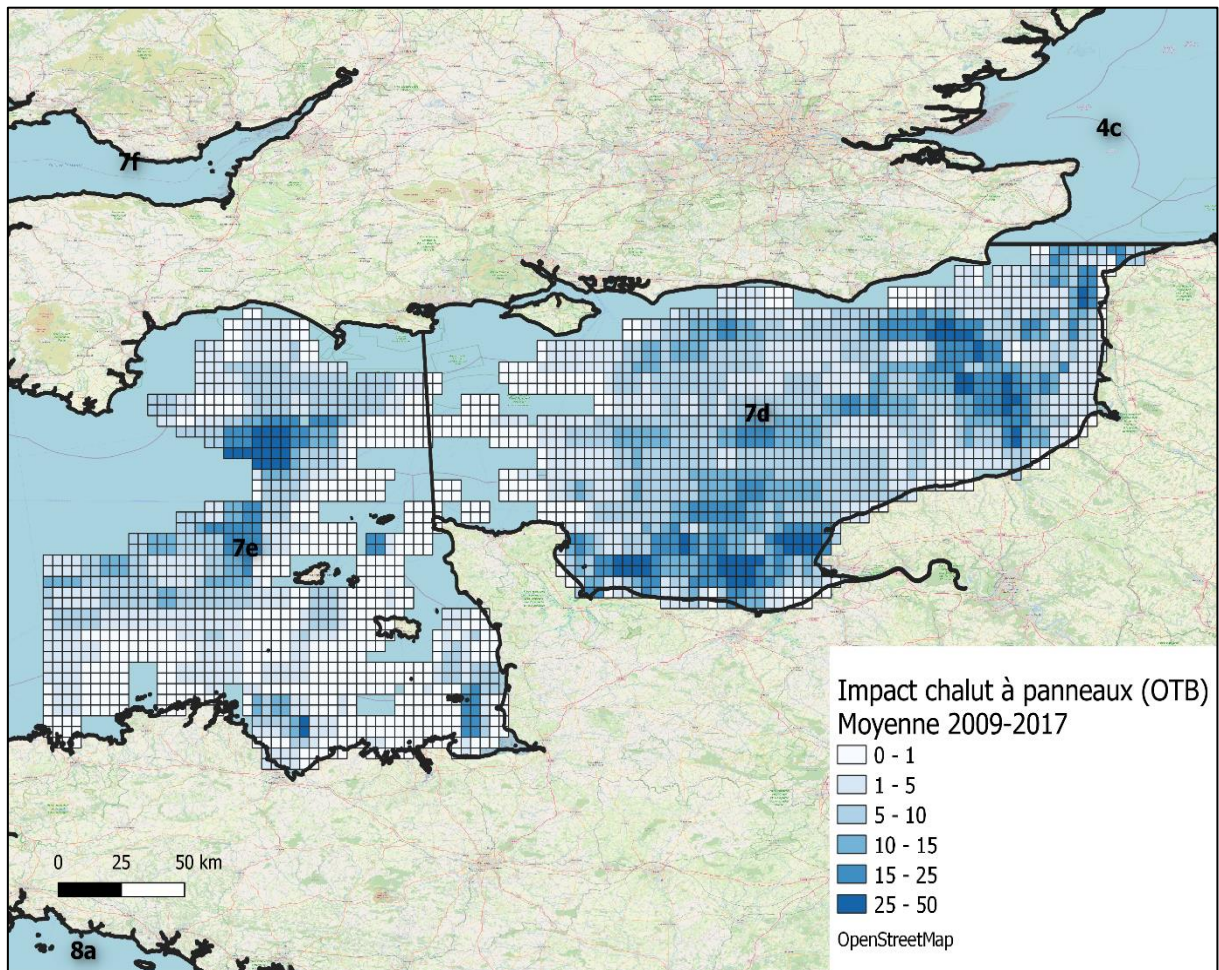 4c
7f
7d
7e
Impact chalut à panneaux (OTB)
Moyenne 2009-2017
0 - 1
1 - 5
5 - 10
10 - 15
15 - 25
25 - 50
OpenStreetMap
0 25 50 km
8a